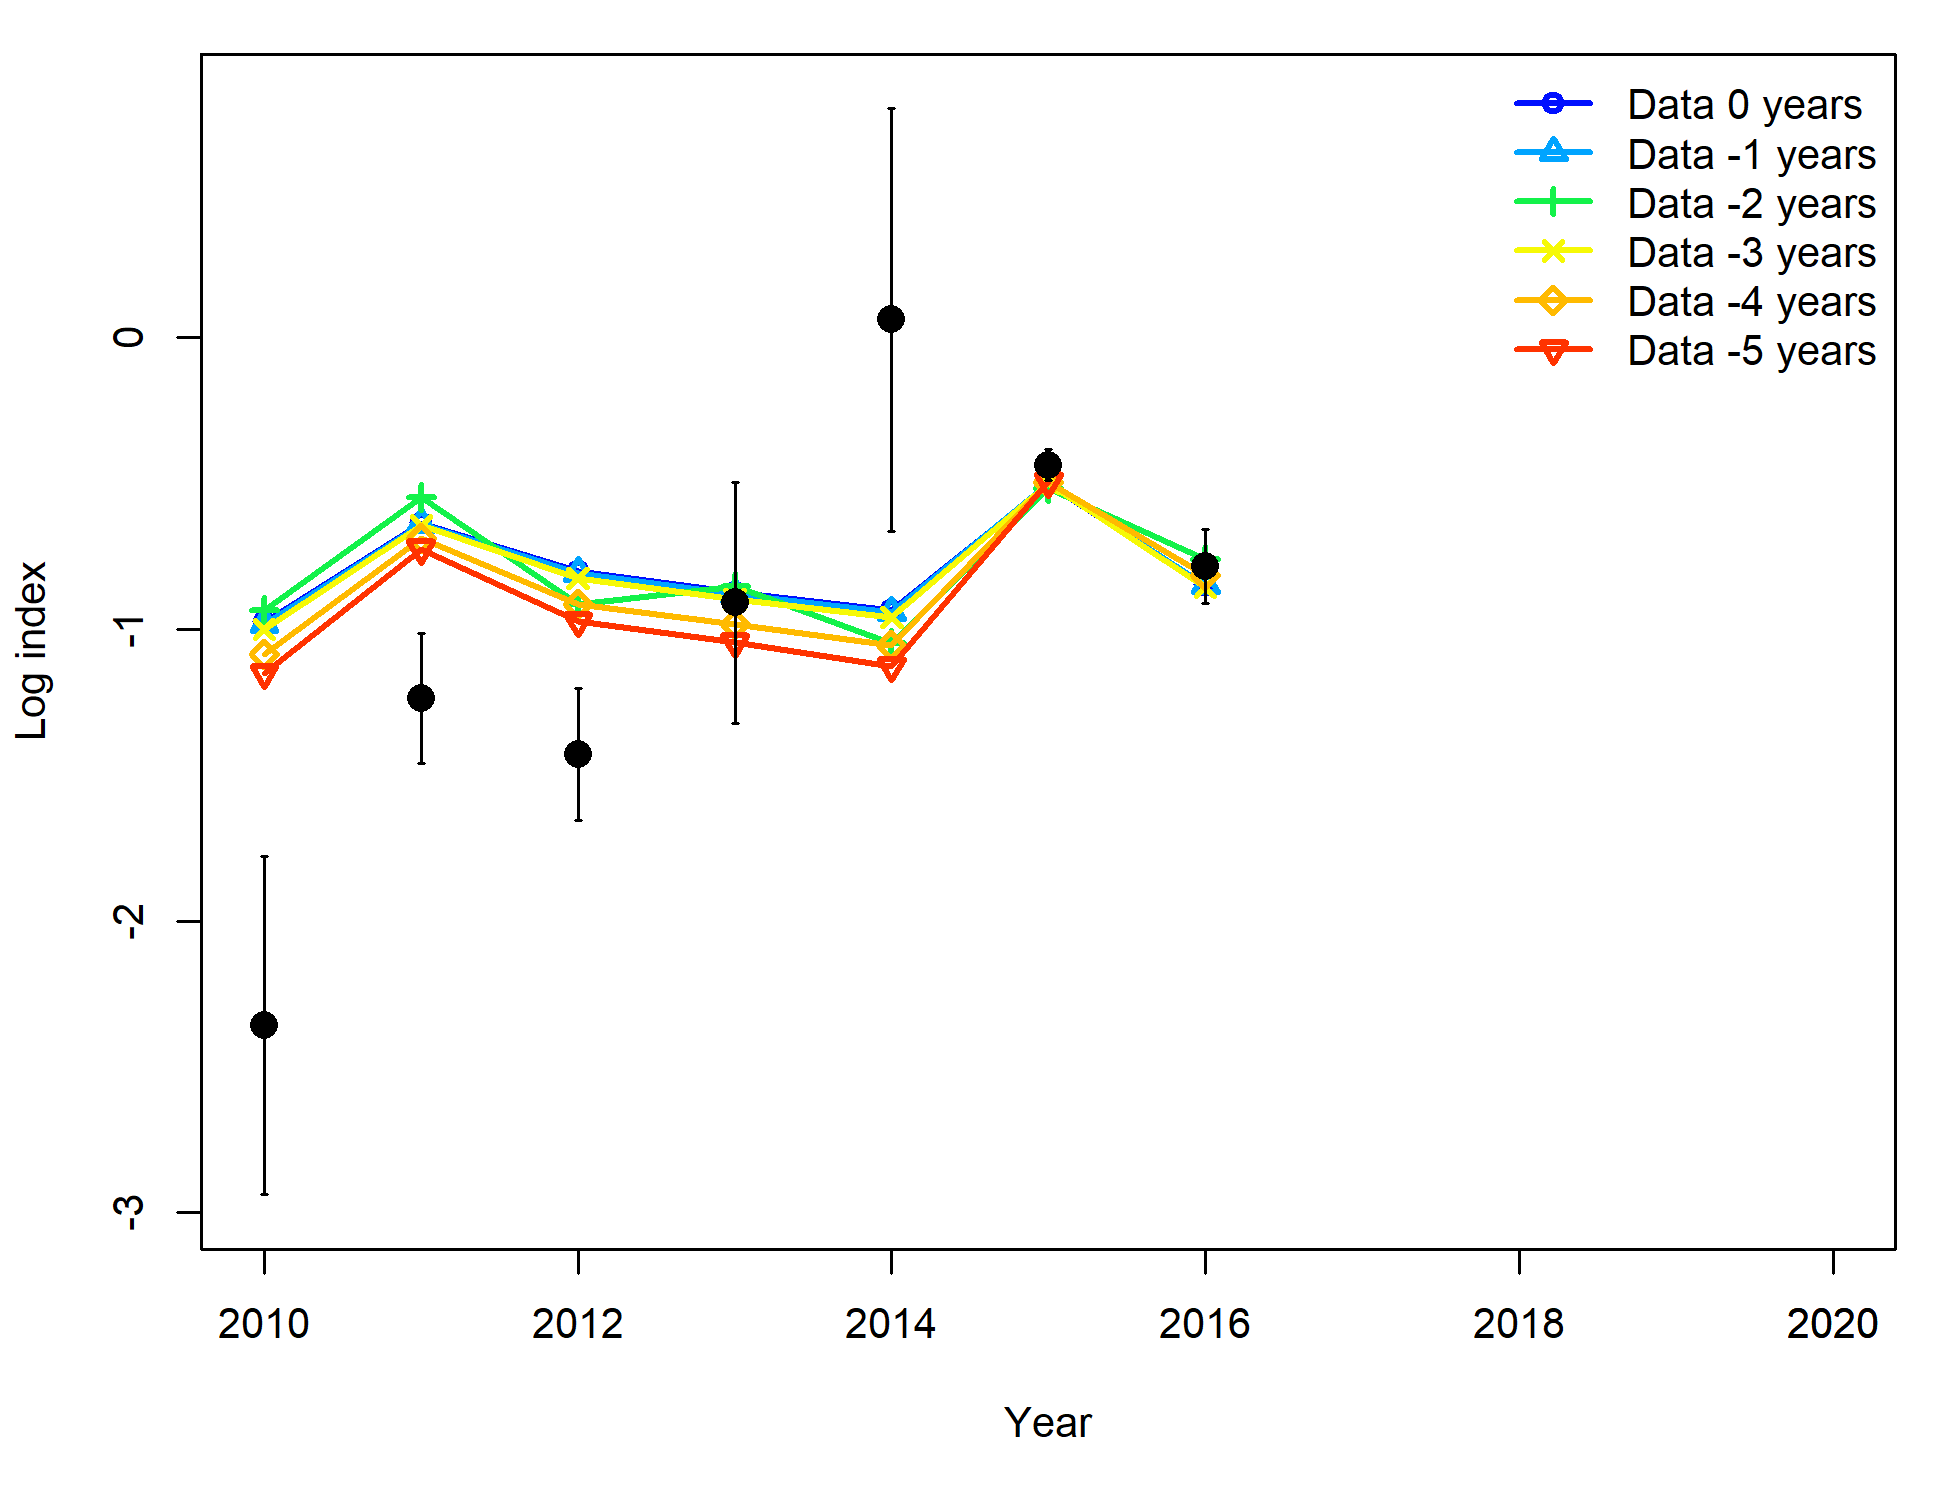 Data 0 years
Data -1 years
Data -2 years
Data -3 years
Data -4 years
Data -5 years
Log index
0
-1
-2
-3
2010 2012 2014 2016 2018 2020
Year